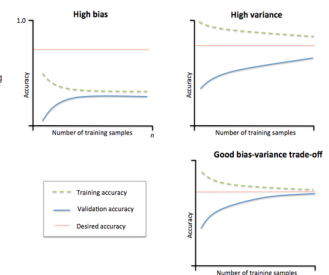 High bias
1.0
Accuracy
Number of training samples
n
High variance
Accuracy
Number of training samples
Training accuracy
Validation accuracy
Desired accuracy
Good bias-variance trade-off
Accuracy
Number of training samples